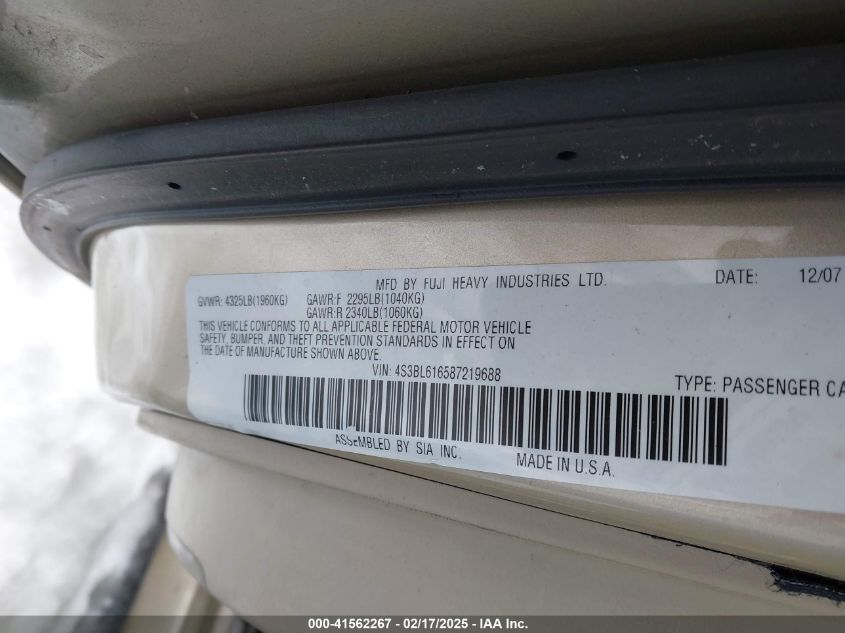 MFD BY FUJI HEAVY INDUSTRIES LTD. DATE: 12/07
GVWR: 4325LB(1960KG) GAWR:F 2295LB(1040KG)
GAWR:R 2340LB(1060KG)
THIS VEHICLE CONFORMS TO ALL APPLICABLE FEDERAL MOTOR VEHICLE
SAFETY, BUMPER, AND THEFT PREVENTION STANDARDS IN EFFECT ON
THE DATE OF MANUFACTURE SHOWN ABOVE.
VIN: 4S3BL616587219688
TYPE: PASSENGER CA
ASSEMBLED BY SIA INC. MADE IN U.S.A.
000-41562267 - 02/17/2025 - IAA Inc.